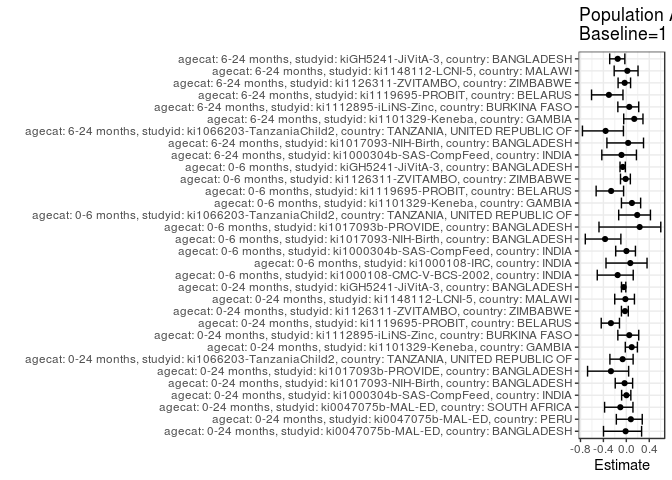 Population A
Baseline=1
agecat: 6-24 months, studyid: kiGH5241-JiVitA-3, country: BANGLADESH
agecat: 6-24 months, studyid: ki1148112-LCNI-5, country: MALAWI
agecat: 6-24 months, studyid: ki1126311-ZVITAMBO, country: ZIMBABWE
agecat: 6-24 months, studyid: ki1119695-PROBIT, country: BELARUS
agecat: 6-24 months, studyid: ki1112895-iLiNS-Zinc, country: BURKINA FASO
agecat: 6-24 months, studyid: ki1101329-Keneba, country: GAMBIA
agecat: 6-24 months, studyid: ki1066203-TanzaniaChild2, country: TANZANIA, UNITED REPUBLIC OF
agecat: 6-24 months, studyid: ki1017093-NIH-Birth, country: BANGLADESH
agecat: 6-24 months, studyid: ki1000304b-SAS-CompFeed, country: INDIA
agecat: 0-6 months, studyid: kiGH5241-JiVitA-3, country: BANGLADESH
agecat: 0-6 months, studyid: ki1126311-ZVITAMBO, country: ZIMBABWE
agecat: 0-6 months, studyid: ki1119695-PROBIT, country: BELARUS
agecat: 0-6 months, studyid: ki1101329-Keneba, country: GAMBIA
agecat: 0-6 months, studyid: ki1066203-TanzaniaChild2, country: TANZANIA, UNITED REPUBLIC OF
agecat: 0-6 months, studyid: ki1017093b-PROVIDE, country: BANGLADESH
agecat: 0-6 months, studyid: ki1017093-NIH-Birth, country: BANGLADESH
agecat: 0-6 months, studyid: ki1000304b-SAS-CompFeed, country: INDIA
agecat: 0-6 months, studyid: ki1000108-IRC, country: INDIA
agecat: 0-6 months, studyid: ki1000108-CMC-V-BCS-2002, country: INDIA
agecat: 0-24 months, studyid: kiGH5241-JiVitA-3, country: BANGLADESH
agecat: 0-24 months, studyid: ki1148112-LCNI-5, country: MALAWI
agecat: 0-24 months, studyid: ki1126311-ZVITAMBO, country: ZIMBABWE
agecat: 0-24 months, studyid: ki1119695-PROBIT, country: BELARUS
agecat: 0-24 months, studyid: ki1112895-iLiNS-Zinc, country: BURKINA FASO
agecat: 0-24 months, studyid: ki1101329-Keneba, country: GAMBIA
agecat: 0-24 months, studyid: ki1066203-TanzaniaChild2, country: TANZANIA, UNITED REPUBLIC OF
agecat: 0-24 months, studyid: ki1017093b-PROVIDE, country: BANGLADESH
agecat: 0-24 months, studyid: ki1017093-NIH-Birth, country: BANGLADESH
agecat: 0-24 months, studyid: ki1000304b-SAS-CompFeed, country: INDIA
agecat: 0-24 months, studyid: ki0047075b-MAL-ED, country: SOUTH AFRICA
agecat: 0-24 months, studyid: ki0047075b-MAL-ED, country: PERU
agecat: 0-24 months, studyid: ki0047075b-MAL-ED, country: BANGLADESH
-0.8 -0.4 0.0 0.4
Estimate